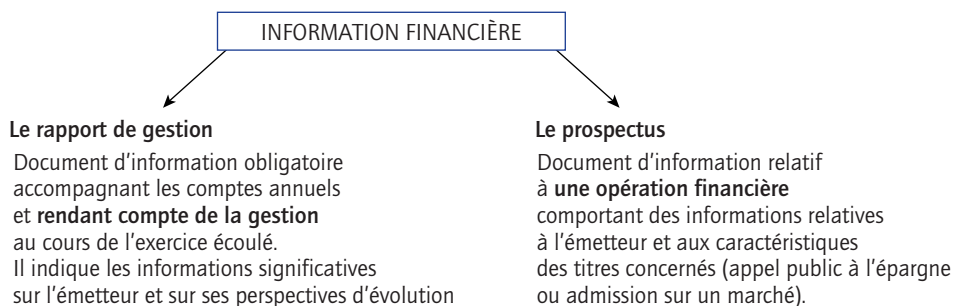 INFORMATION FINANCIÈRE
Le rapport de gestion
Document d'information obligatoire
accompagnant les comptes annuels
et rendant compte de la gestion
au cours de l'exercice écoulé.
Il indique les informations significatives
sur l'émetteur et sur ses perspectives d'évolution
Le prospectus
Document d'information relatif
à une opération financière
comportant des informations relatives
à l'émetteur et aux caractéristiques
des titres concernés (appel public à l'épargne
ou admission sur un marché).